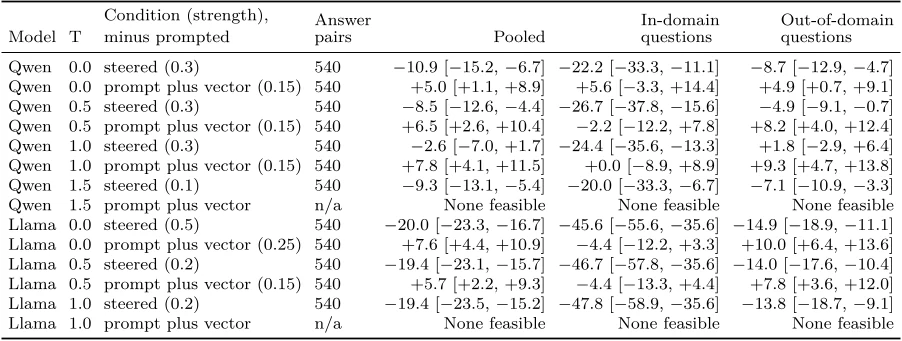 Condition (strength), Answer In-domain Out-of-domain
Model T minus prompted pairs Pooled questions questions
Qwen 0.0 steered (0.3) 540 −10.9 [−15.2, −6.7] −22.2 [−33.3, −11.1] −8.7 [−12.9, −4.7]
Qwen 0.0 prompt plus vector (0.15) 540 +5.0 [+1.1, +8.9] +5.6 [−3.3, +14.4] +4.9 [+0.7, +9.1]
Qwen 0.5 steered (0.3) 540 −8.5 [−12.6, −4.4] −26.7 [−37.8, −15.6] −4.9 [−9.1, −0.7]
Qwen 0.5 prompt plus vector (0.15) 540 +6.5 [+2.6, +10.4] −2.2 [−12.2, +7.8] +8.2 [+4.0, +12.4]
Qwen 1.0 steered (0.3) 540 −2.6 [−7.0, +1.7] −24.4 [−35.6, −13.3] +1.8 [−2.9, +6.4]
Qwen 1.0 prompt plus vector (0.15) 540 +7.8 [+4.1, +11.5] +0.0 [−8.9, +8.9] +9.3 [+4.7, +13.8]
Qwen 1.5 steered (0.1) 540 −9.3 [−13.1, −5.4] −20.0 [−33.3, −6.7] −7.1 [−10.9, −3.3]
Qwen 1.5 prompt plus vector n/a None feasible None feasible None feasible
Llama 0.0 steered (0.5) 540 −20.0 [−23.3, −16.7] −45.6 [−55.6, −35.6] −14.9 [−18.9, −11.1]
Llama 0.0 prompt plus vector (0.25) 540 +7.6 [+4.4, +10.9] −4.4 [−12.2, +3.3] +10.0 [+6.4, +13.6]
Llama 0.5 steered (0.2) 540 −19.4 [−23.1, −15.7] −46.7 [−57.8, −35.6] −14.0 [−17.6, −10.4]
Llama 0.5 prompt plus vector (0.15) 540 +5.7 [+2.2, +9.3] −4.4 [−13.3, +4.4] +7.8 [+3.6, +12.0]
Llama 1.0 steered (0.2) 540 −19.4 [−23.5, −15.2] −47.8 [−58.9, −35.6] −13.8 [−18.7, −9.1]
Llama 1.0 prompt plus vector n/a None feasible None feasible None feasible